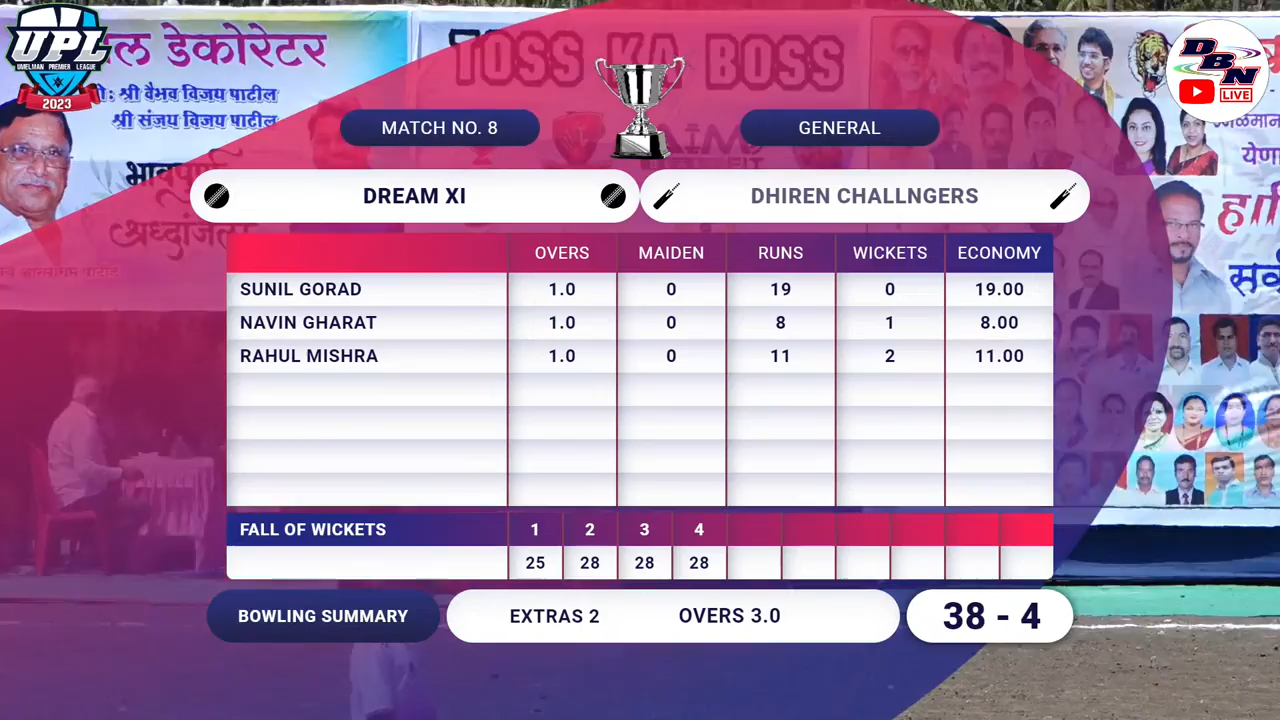 UPL
UMELMAN PREMIER LEAGUE
2023
ल डेकोरेटर
श्री वैभव विजय पाटील
श्री संजय विजय पाटील
TOSS KA BOSS
DBN
LIVE
MATCH NO. 8
GENERAL
DREAM XI
DHIREN CHALLNGERS
OVERS MAIDEN RUNS WICKETS ECONOMY
SUNIL GORAD 1.0 0 19 0 19.00
NAVIN GHARAT 1.0 0 8 1 8.00
RAHUL MISHRA 1.0 0 11 2 11.00
FALL OF WICKETS 1 2 3 4
25 28 28 28
BOWLING SUMMARY
EXTRAS 2 OVERS 3.0
38 - 4